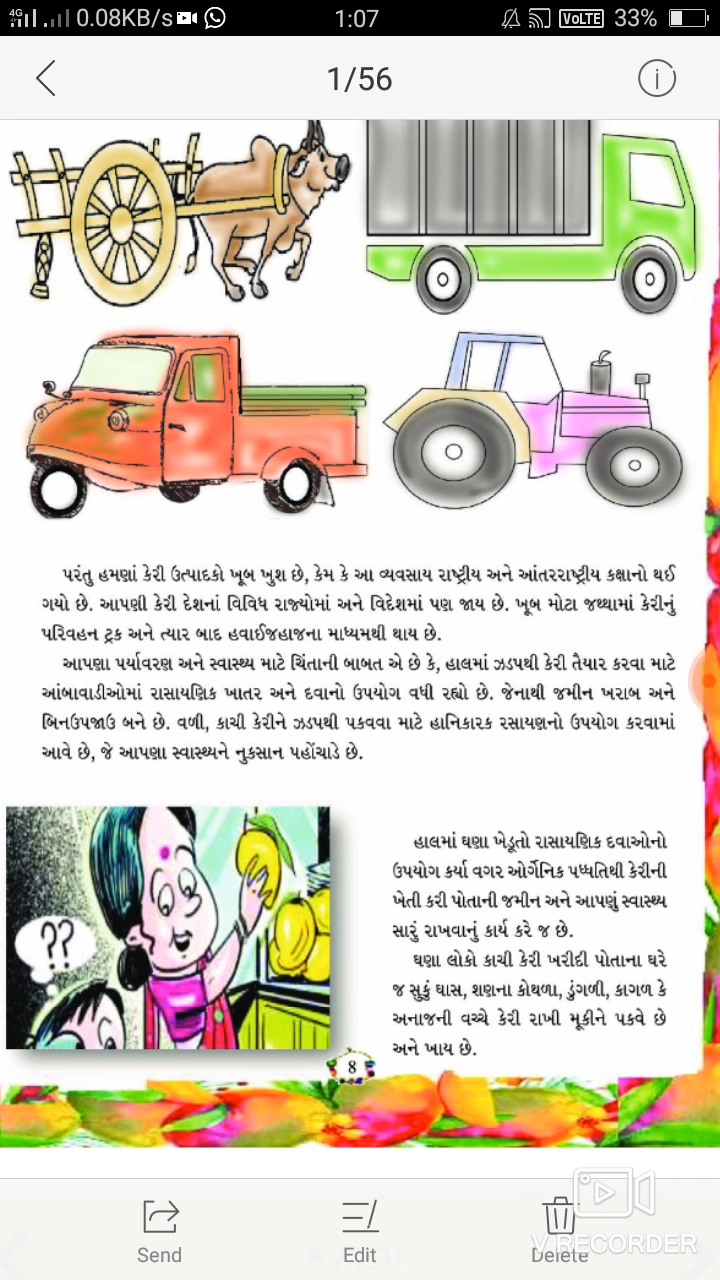 4G 0.08KB/s 1:07 VoLTE 33%
1/56
પરંતુ હમણાં કેરી ઉત્પાદકો ખૂબ ખુશ છે, કેમ કે આ વ્યવસાય રાષ્ટ્રીય અને આંતરરાષ્ટ્રીય કક્ષાનો થઈ
ગયો છે. આપણી કેરી દેશનાં વિવિધ રાજ્યોમાં અને વિદેશમાં પણ જાય છે. ખૂબ મોટા જથ્થામાં કેરીનું
પરિવહન ટ્રક અને ત્યાર બાદ હવાઈજહાજના માધ્યમથી થાય છે.
આપણા પર્યાવરણ અને સ્વાસ્થ્ય માટે ચિંતાની બાબત એ છે કે, હાલમાં ઝડપથી કેરી તૈયાર કરવા માટે
આંબાવાડીઓમાં રાસાયણિક ખાતર અને દવાનો ઉપયોગ વધી રહ્યો છે. જેનાથી જમીન ખરાબ અને
બિનઉપજાઉ બને છે. વળી, કાચી કેરીને ઝડપથી પકવવા માટે હાનિકારક રસાયણનો ઉપયોગ કરવામાં
આવે છે, જે આપણા સ્વાસ્થ્યને નુકસાન પહોંચાડે છે.
હાલમાં ઘણા ખેડૂતો રાસાયણિક દવાઓનો
ઉપયોગ કર્યા વગર ઓર્ગેનિક પધ્ધતિથી કેરીની
ખેતી કરી પોતાની જમીન અને આપણું સ્વાસ્થ્ય
સારું રાખવાનું કાર્ય કરે જ છે.
ઘણા લોકો કાચી કેરી ખરીદી પોતાના ઘરે
જ સુકું ઘાસ, શણના કોથળા, ડુંગળી, કાગળ કે
અનાજની વચ્ચે કેરી રાખી મૂકીને પકવે છે
અને ખાય છે.
??
8
Send Edit Delete
V RECORDER